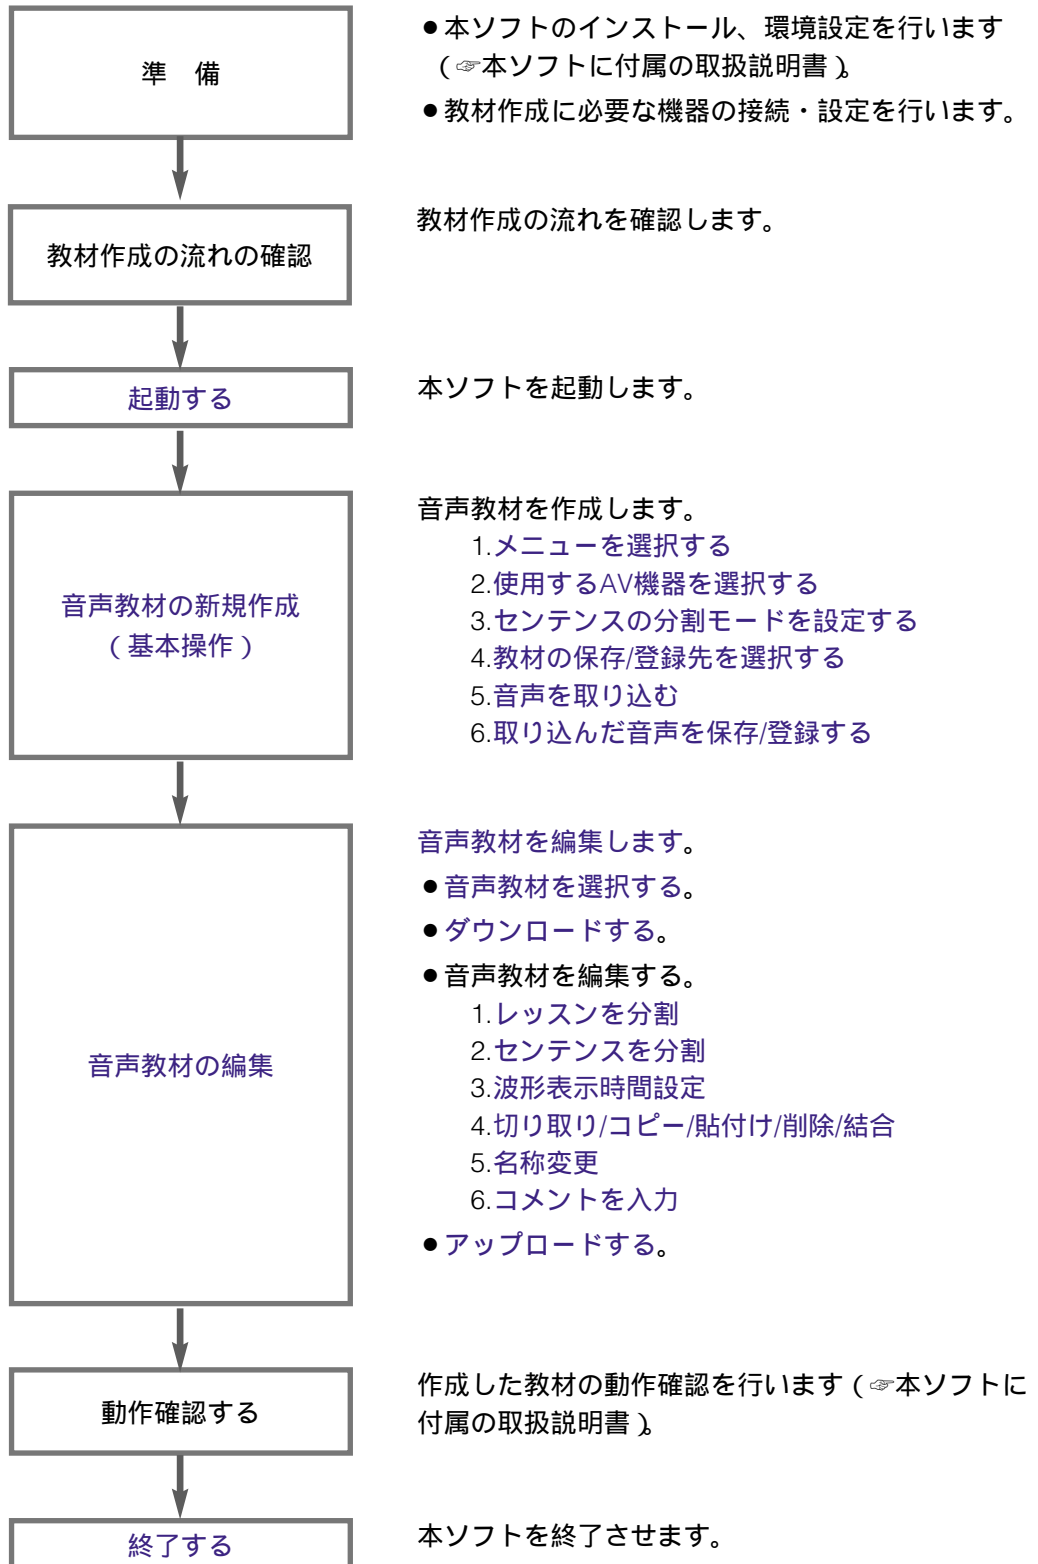 準　備
●本ソフトのインストール、環境設定を行います
(☞本ソフトに付属の取扱説明書)。
●教材作成に必要な機器の接続・設定を行います。
教材作成の流れの確認
教材作成の流れを確認します。
起動する
本ソフトを起動します。
音声教材の新規作成
(基本操作)
音声教材を作成します。
1.メニューを選択する
2.使用するAV機器を選択する
3.センテンスの分割モードを設定する
4.教材の保存/登録先を選択する
5.音声を取り込む
6.取り込んだ音声を保存/登録する
音声教材の編集
音声教材を編集します。
●音声教材を選択する。
●ダウンロードする。
●音声教材を編集する。
1.レッスンを分割
2.センテンスを分割
3.波形表示時間設定
4.切り取り/コピー/貼付け/削除/結合
5.名称変更
6.コメントを入力
●アップロードする。
動作確認する
作成した教材の動作確認を行います(☞本ソフトに
付属の取扱説明書)。
終了する
本ソフトを終了させます。